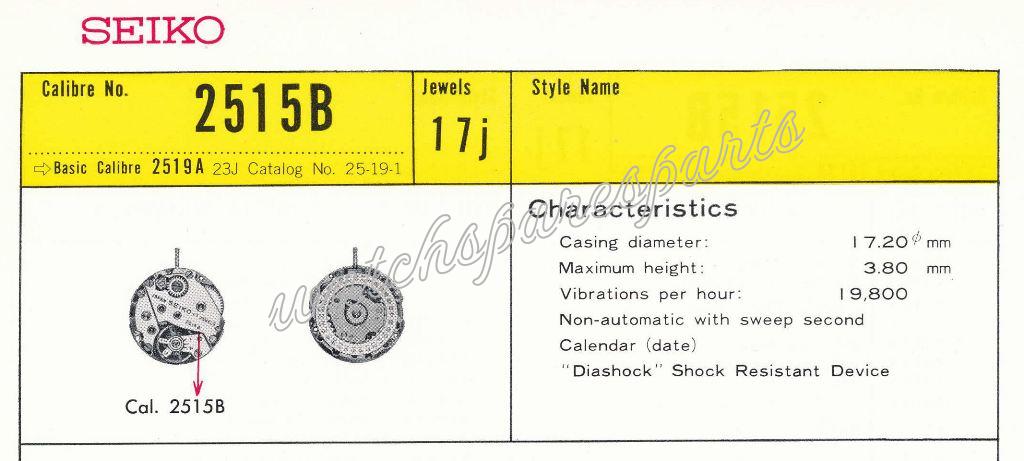 SEIKO
Calibre No.
2515B
⇨Basic Calibre 2519A 23J Catalog No. 25-19-1
Jewels
17j
Style Name
watchsparesparts
Characteristics
Casing diameter: 17.20φ mm
Maximum height: 3.80 mm
Vibrations per hour: 19,800
Non-automatic with sweep second
Calendar (date)
"Diashock" Shock Resistant Device
SEIKO
Cal. 2515B